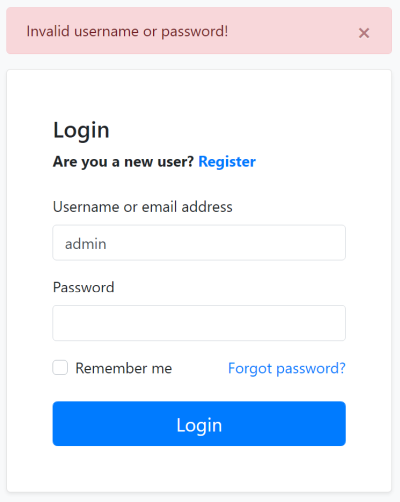 Invalid username or password!
×
Login
Are you a new user? Register
Username or email address
admin
Password
Remember me
Forgot password?
Login